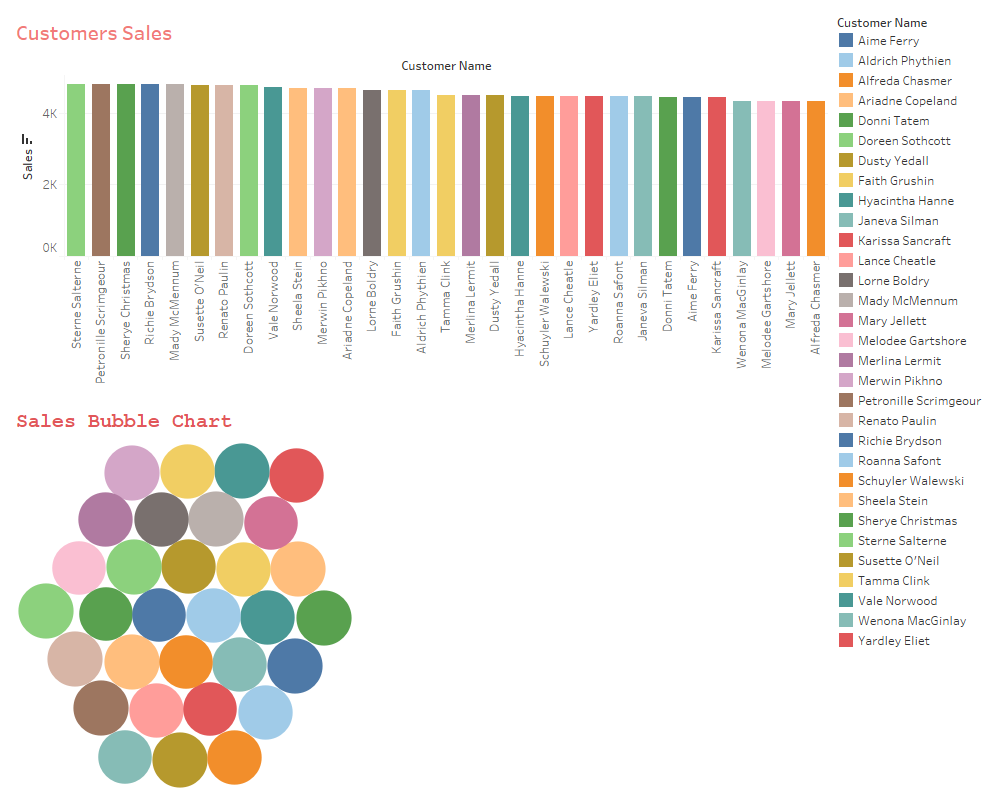 Customers Sales
Customer Name
Sales
4K
2K
0K
Sterne Salterne
Petronille Scrimgeour
Sherye Christmas
Richie Brydson
Mady McMennum
Susette O'Neil
Renato Paulin
Doreen Sothcott
Vale Norwood
Sheela Stein
Merwin Pikhno
Ariadne Copeland
Lorne Boldry
Faith Grushin
Aldrich Phythien
Tamma Clink
Merlina Lermit
Dusty Yedall
Hyacintha Hanne
Schuyler Walewski
Lance Cheatle
Yardley Eliet
Roanna Safont
Janeva Silman
Donni Tatem
Aime Ferry
Karissa Sancraft
Wenona MacGinlay
Melodee Gartshore
Mary Jellett
Alfreda Chasmer
Sales Bubble Chart
Customer Name
Aime Ferry
Aldrich Phythien
Alfreda Chasmer
Ariadne Copeland
Donni Tatem
Doreen Sothcott
Dusty Yedall
Faith Grushin
Hyacintha Hanne
Janeva Silman
Karissa Sancraft
Lance Cheatle
Lorne Boldry
Mady McMennum
Mary Jellett
Melodee Gartshore
Merlina Lermit
Merwin Pikhno
Petronille Scrimgeour
Renato Paulin
Richie Brydson
Roanna Safont
Schuyler Walewski
Sheela Stein
Sherye Christmas
Sterne Salterne
Susette O'Neil
Tamma Clink
Vale Norwood
Wenona MacGinlay
Yardley Eliet